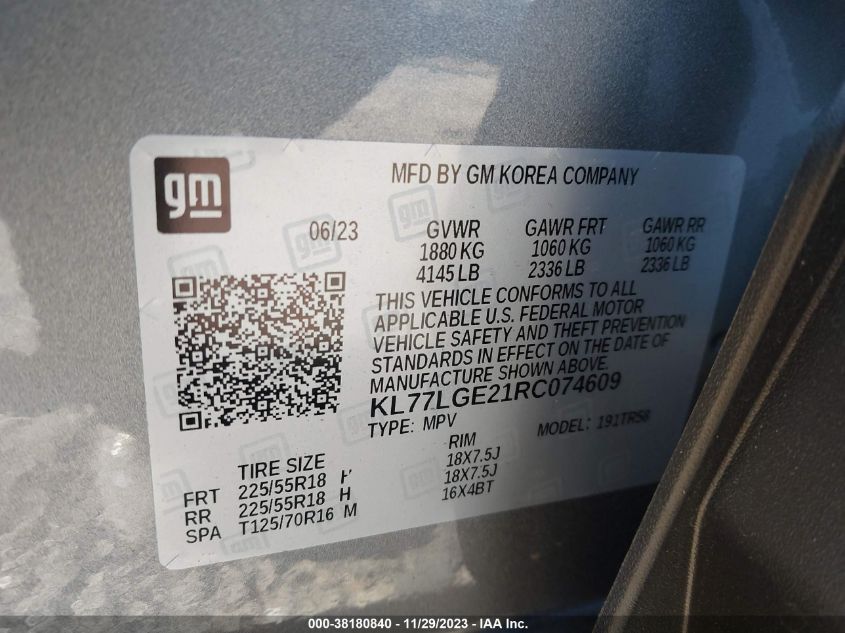 gm
MFD BY GM KOREA COMPANY
06/23 GVWR GAWR FRT GAWR RR
1880 KG 1060 KG 1060 KG
4145 LB 2336 LB 2336 LB
THIS VEHICLE CONFORMS TO ALL
APPLICABLE U.S. FEDERAL MOTOR
VEHICLE SAFETY AND THEFT PREVENTION
STANDARDS IN EFFECT ON THE DATE OF
MANUFACTURE SHOWN ABOVE.
KL77LGE21RC074609
TYPE: MPV MODEL: 191TR58
TIRE SIZE RIM
FRT 225/55R18 H 18X7.5J
RR 225/55R18 H 18X7.5J
SPA T125/70R16 M 16X4BT
000-38180840 - 11/29/2023 - IAA Inc.